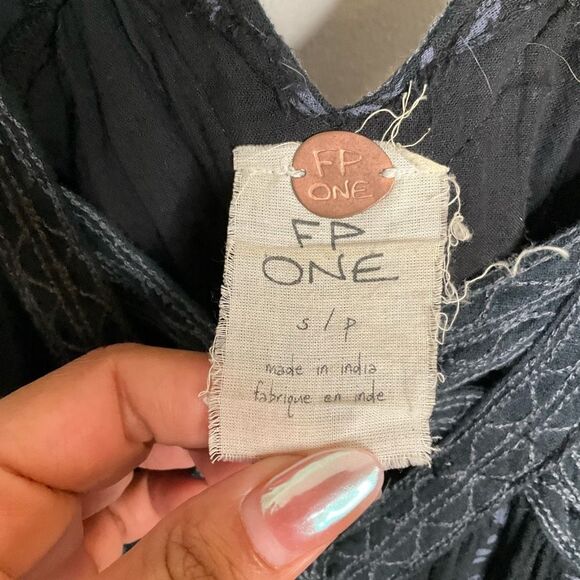 FP
ONE
FP
ONE
s / p
made in india
fabrique en inde